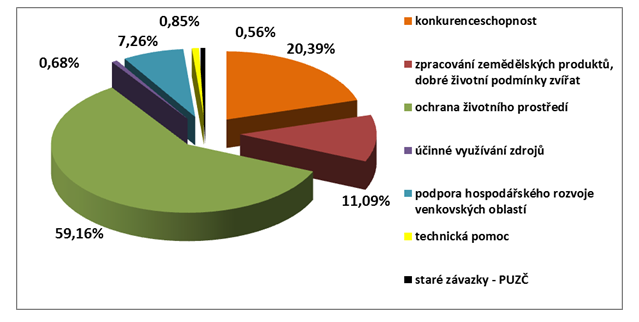 0,85%
0,56%
7,26%
20,39%
0,68%
11,09%
59,16%
konkurenceschopnost
zpracování zemědělských produktů,
dobré životní podmínky zvířat
ochrana životního prostředí
účinné využívání zdrojů
podpora hospodářského rozvoje
venkovských oblastí
technická pomoc
staré závazky - PUZČ